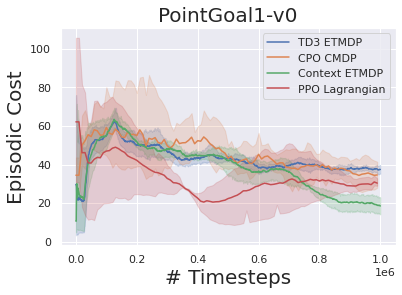 PointGoal1-v0
TD3 ETMDP
CPO CMDP
Context ETMDP
PPO Lagrangian
Episodic Cost
100
80
60
40
20
0
0.0 0.2 0.4 0.6 0.8 1.0
1e6
# Timesteps